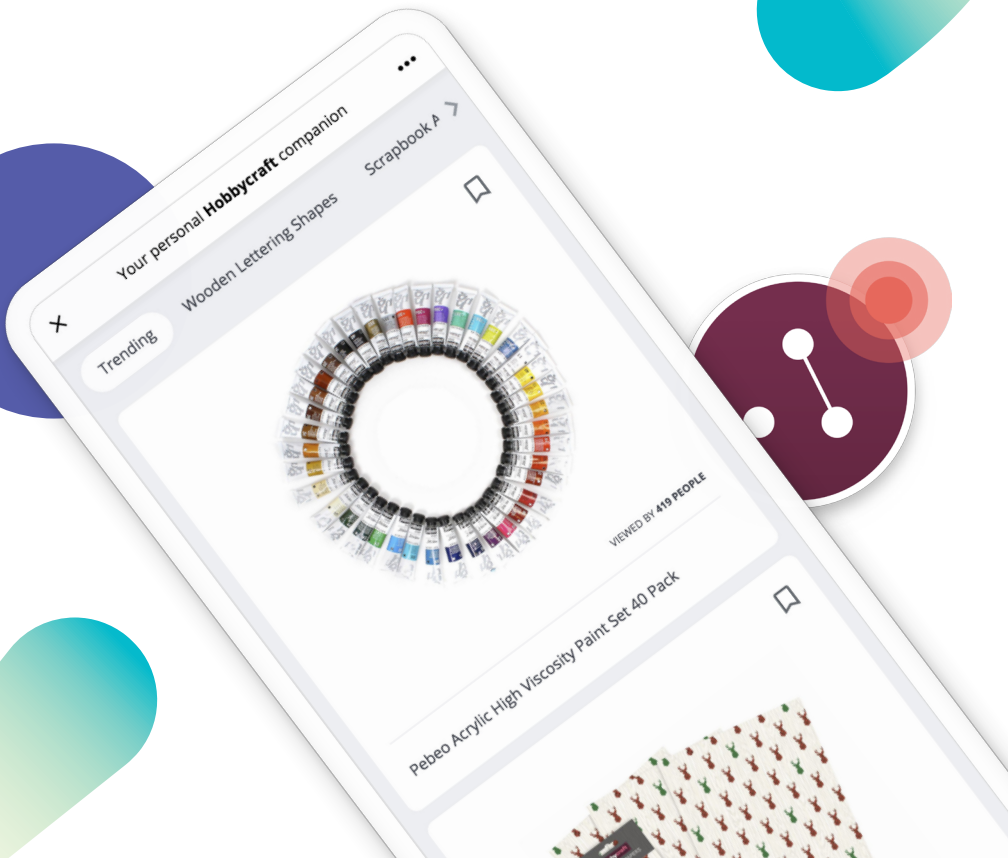 Your personal Hobbycraft companion
Trending
Wooden Lettering Shapes
Scrapbook A
VIEWED BY 419 PEOPLE
Pebeo Acrylic High Viscosity Paint Set 40 Pack